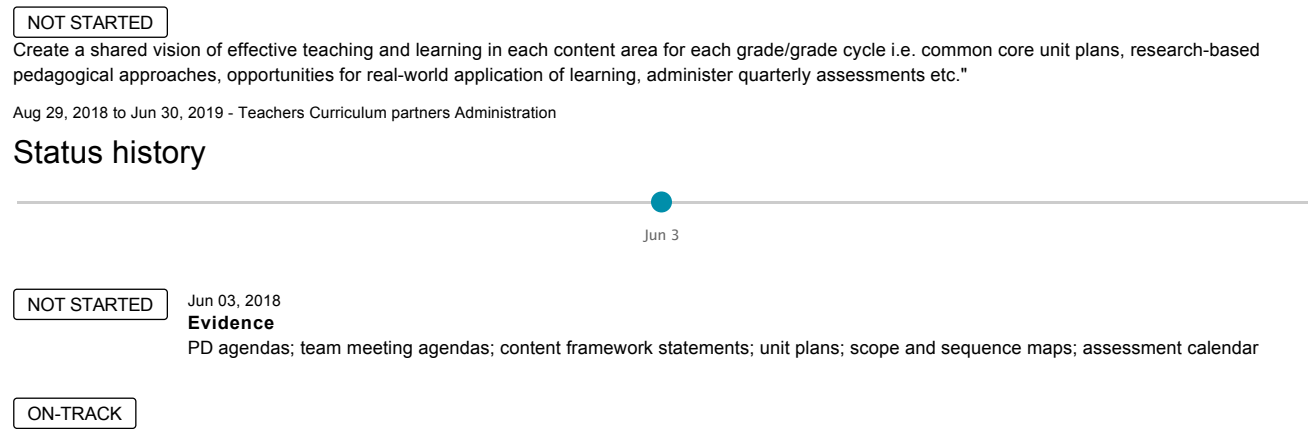 NOT STARTED
Create a shared vision of effective teaching and learning in each content area for each grade/grade cycle i.e. common core unit plans, research-based
pedagogical approaches, opportunities for real-world application of learning, administer quarterly assessments etc."
Aug 29, 2018 to Jun 30, 2019 - Teachers Curriculum partners Administration
Status history
Jun 3
NOT STARTED Jun 03, 2018
Evidence
PD agendas; team meeting agendas; content framework statements; unit plans; scope and sequence maps; assessment calendar
ON-TRACK